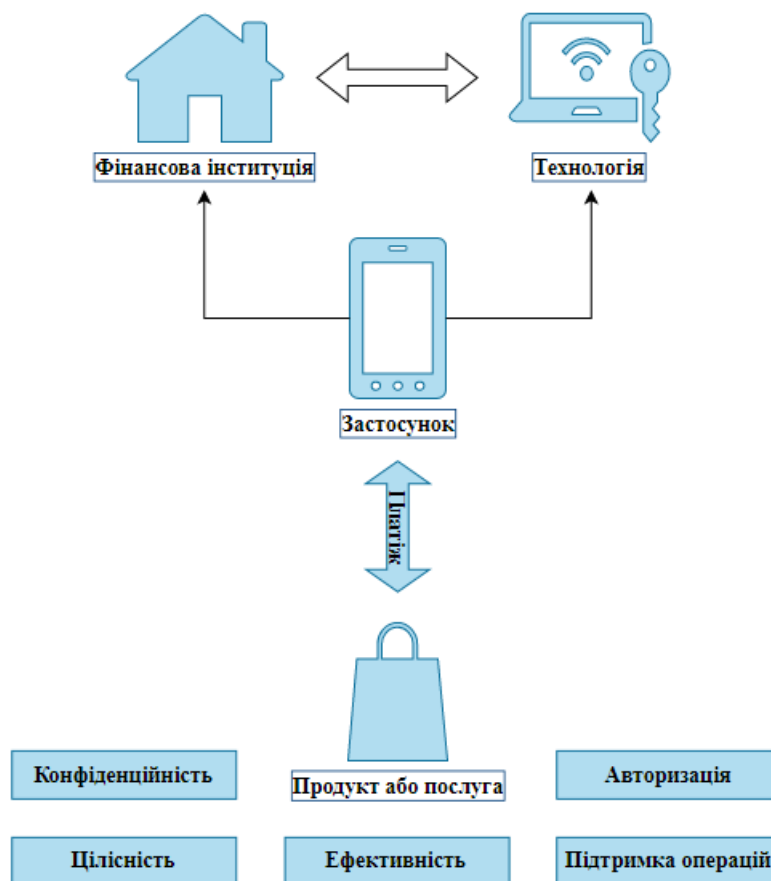 Фінансова інституція
Технологія
Застосунок
Платіж
Конфіденційність
Продукт або послуга
Авторизація
Цілісність
Ефективність
Підтримка операцій